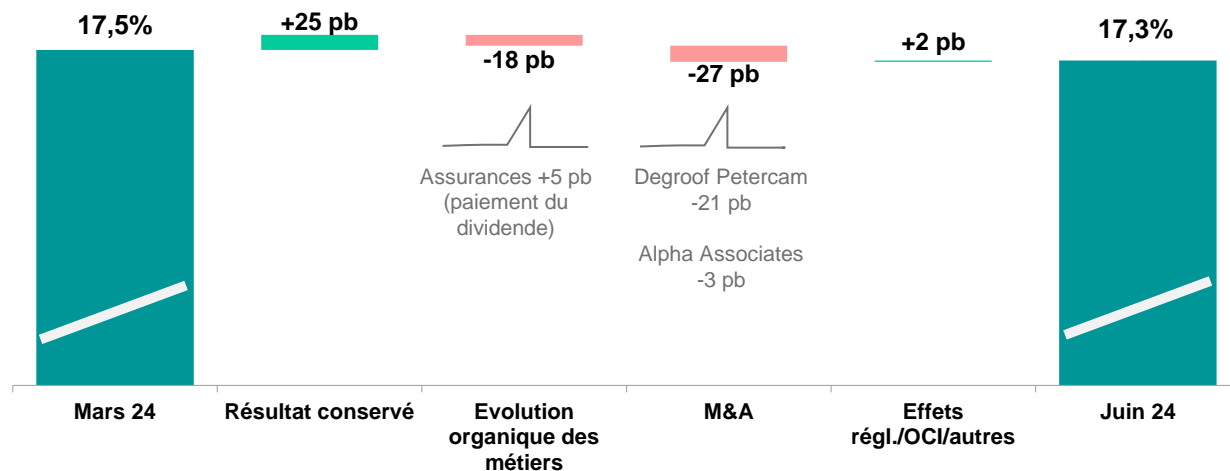 17,5%
+25 pb
-18 pb
-27 pb
+2 pb
17,3%
Assurances +5 pb
(paiement du
dividende)
Degroof Petercam
-21 pb
Alpha Associates
-3 pb
Mars 24
Résultat conservé
Evolution
organique des
métiers
M&A
Effets
régl./OCI/autres
Juin 24